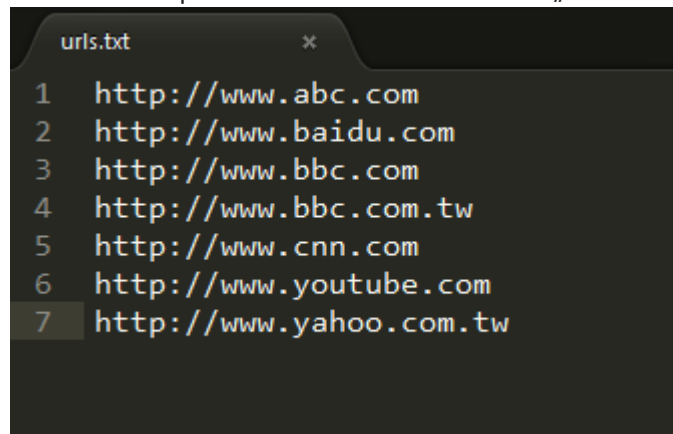 urls.txt ×
1 http://www.abc.com
2 http://www.baidu.com
3 http://www.bbc.com
4 http://www.bbc.com.tw
5 http://www.cnn.com
6 http://www.youtube.com
7 http://www.yahoo.com.tw